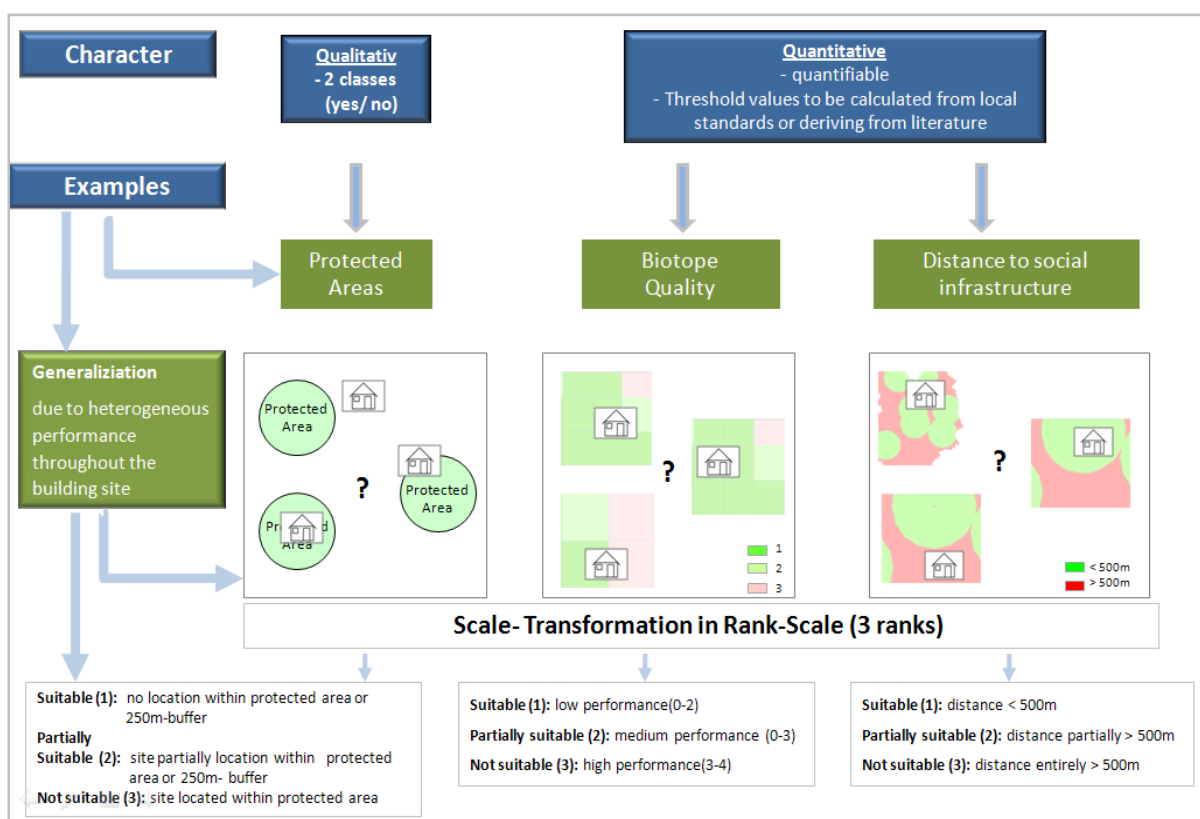 Character
Qualitativ
- 2 classes
(yes/ no)
Quantitative
- quantifiable
- Threshold values to be calculated from local
standards or deriving from literature
Examples
Protected
Areas
Biotope
Quality
Distance to social
infrastructure
Generaliziation
due to heterogeneous
performance
throughout the
building site
Protected
Area
?
Protected
Area
Pr d
Area
?
1
2
3
?
< 500m
> 500m
Scale- Transformation in Rank-Scale (3 ranks)
Suitable (1): no location within protected area or
250m-buffer
Partially
Suitable (2): site partially location within protected
area or 250m- buffer
Not suitable (3): site located within protected area
Suitable (1): low performance(0-2)
Partially suitable (2): medium performance (0-3)
Not suitable (3): high performance(3-4)
Suitable (1): distance < 500m
Partially suitable (2): distance partially > 500m
Not suitable (3): distance entirely > 500m